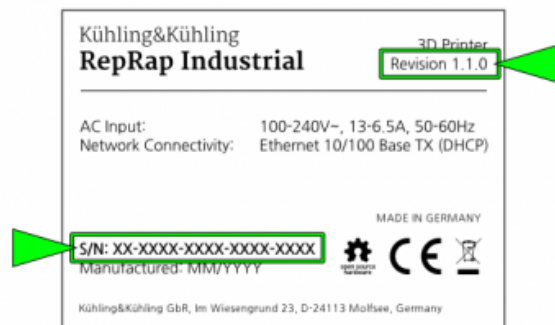 Kühling&Kühling
RepRap Industrial
3D Printer
Revision 1.1.0
AC Input: 100-240V~, 13-6.5A, 50-60Hz
Network Connectivity: Ethernet 10/100 Base TX (DHCP)
MADE IN GERMANY
S/N: XX-XXXX-XXXX-XXXX-XXXX
Manufactured: MM/YYYY
open source
hardware
CE
Kühling&Kühling GbR, Im Wiesengrund 23, D-24113 Molfsee, Germany